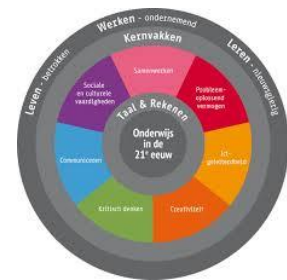 Werken - ondernemend
Leren - nieuwsgierig
Leven - betrokken
Kernvakken
Samenwerken
Probleem-
oplossend
vermogen
Ict-
geletterdheid
Creativiteit
Kritisch denken
Communiceren
Sociale
en culturele
vaardigheden
Taal & Rekenen
Onderwijs
in de
21e eeuw